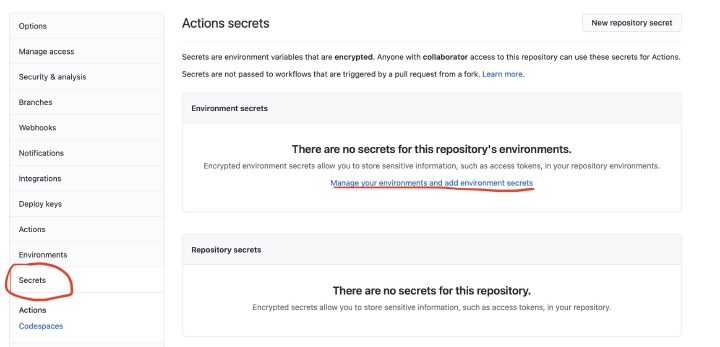 Options
Manage access
Security & analysis
Branches
Webhooks
Notifications
Integrations
Deploy keys
Actions
Environments
Secrets
Actions
Codespaces
Actions secrets
New repository secret
Secrets are environment variables that are encrypted. Anyone with collaborator access to this repository can use these secrets for Actions.
Secrets are not passed to workflows that are triggered by a pull request from a fork. Learn more.
Environment secrets
There are no secrets for this repository's environments.
Encrypted environment secrets allow you to store sensitive information, such as access tokens, in your repository environments.
Manage your environments and add environment secrets
Repository secrets
There are no secrets for this repository.
Encrypted secrets allow you to store sensitive information, such as access tokens, in your repository.